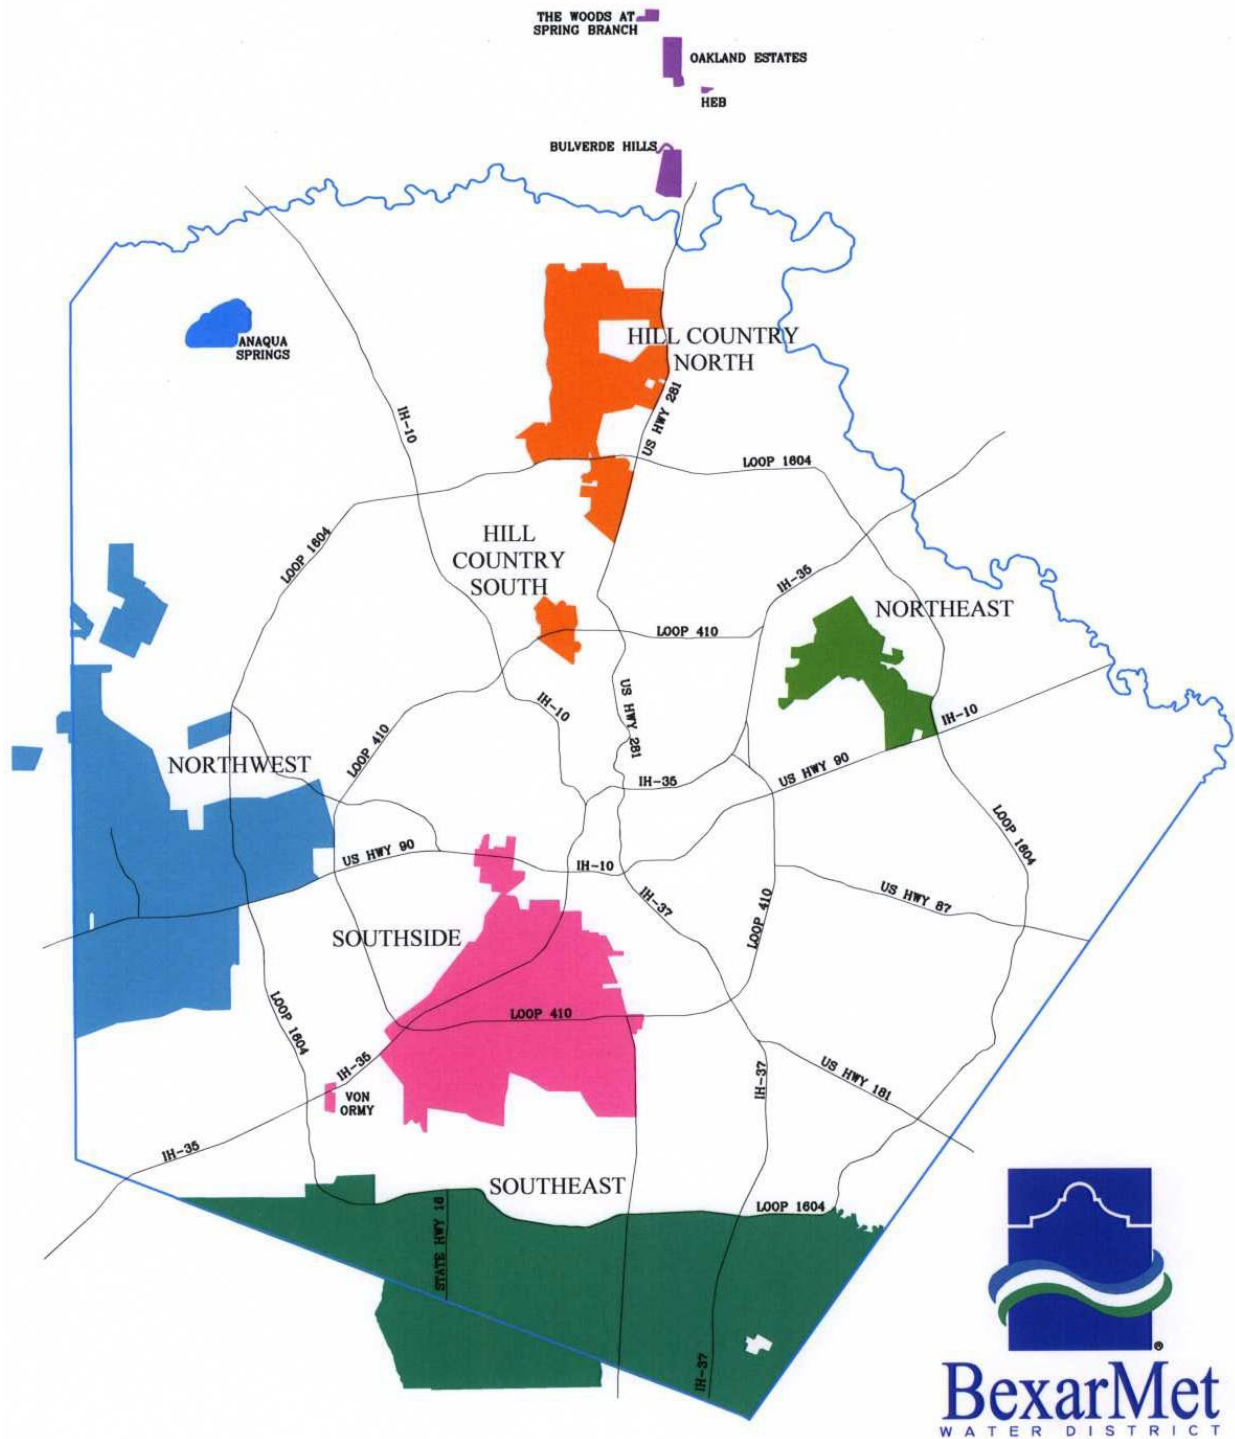 THE WOODS AT
SPRING BRANCH
OAKLAND ESTATES
HEB
BULVERDE HILLS
ANAQUA
SPRINGS
HILL COUNTRY
NORTH
IH-10
US HWY 281
LOOP 1604
LOOP 1604
HILL
COUNTRY
SOUTH
IH-35
NORTHEAST
LOOP 410
US HWY 281
IH-10
IH-10
LOOP 410
NORTHWEST
IH-35
US HWY 90
LOOP 1604
US HWY 90
IH-10
IH-37
US HWY 87
LOOP 410
SOUTHSIDE
LOOP 1604
LOOP 410
IH-35
VON
ORMY
IH-37
US HWY 181
IH-35
SOUTHEAST
STATE HWY 16
LOOP 1604
IH-37
®
BexarMet
WATER DISTRICT